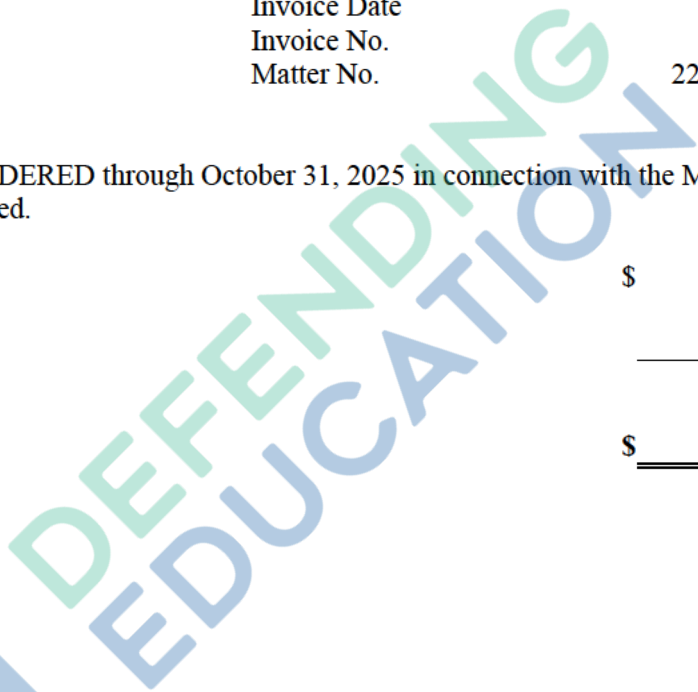 Invoice Date
Invoice No.
Matter No. 22
DERED through October 31, 2025 in connection with the M
ed.
$
$
DEFENDING
EDUCATION